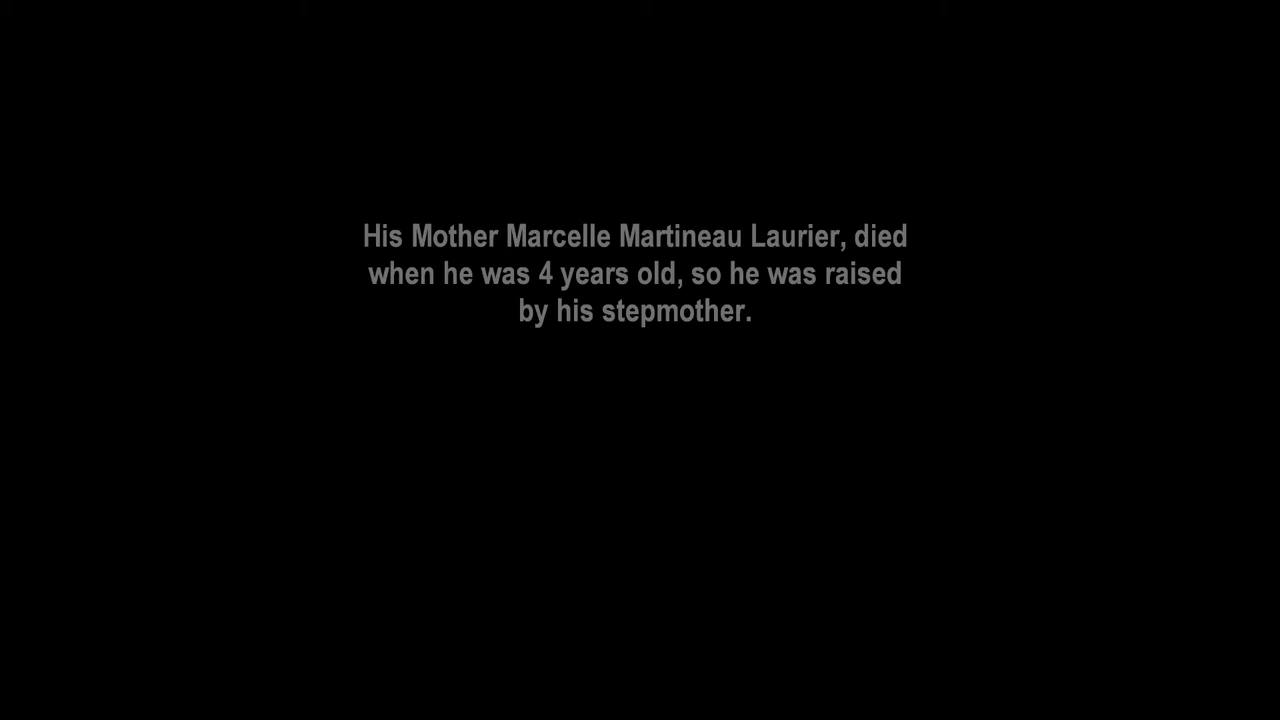 His Mother Marcelle Martineau Laurier, died
when he was 4 years old, so he was raised
by his stepmother.